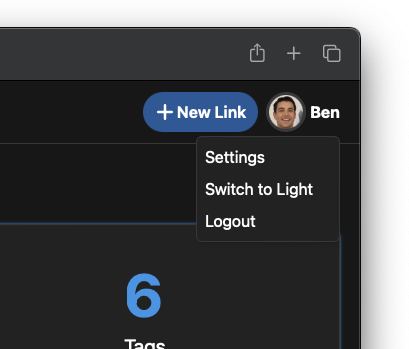 + New Link
Ben
Settings
Switch to Light
Logout
6
Tags